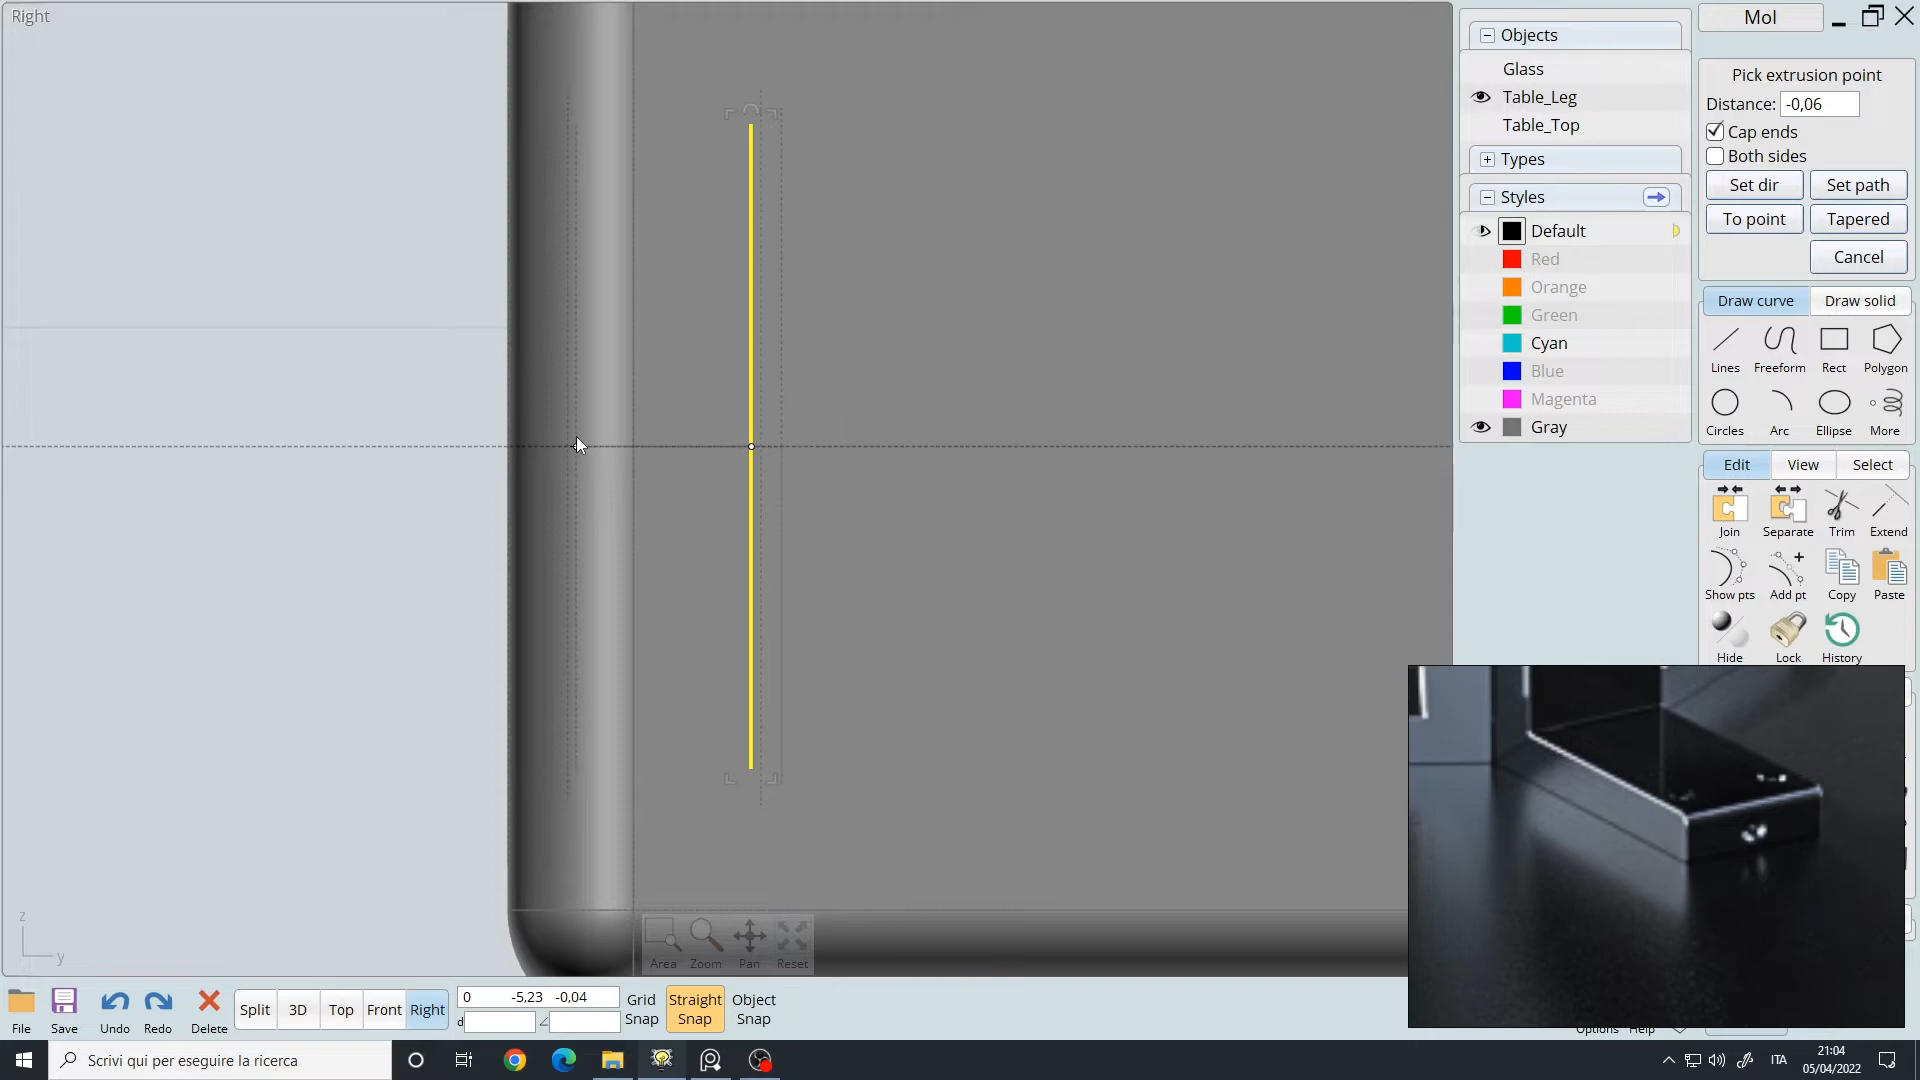 Right
Objects
Glass
Table_Leg
Table_Top
Types
Styles
Default
Red
Orange
Green
Cyan
Blue
Magenta
Gray
MoI
Pick extrusion point
Distance: -0,06
Cap ends
Both sides
Set dir Set path
To point Tapered
Cancel
Draw curve Draw solid
Lines Freeform Rect Polygon
Circles Arc Ellipse More
Edit View Select
Join Separate Trim Extend
Show pts Add pt Copy Paste
Hide Lock History
z
y
Area Zoom Pan Reset
File Save Undo Redo Delete
Split 3D Top Front Right
0 -5,23 -0,04
d
Grid Snap
Straight Snap
Object Snap
Options Help
Scrivi qui per eseguire la ricerca
ITA
21:04
05/04/2022